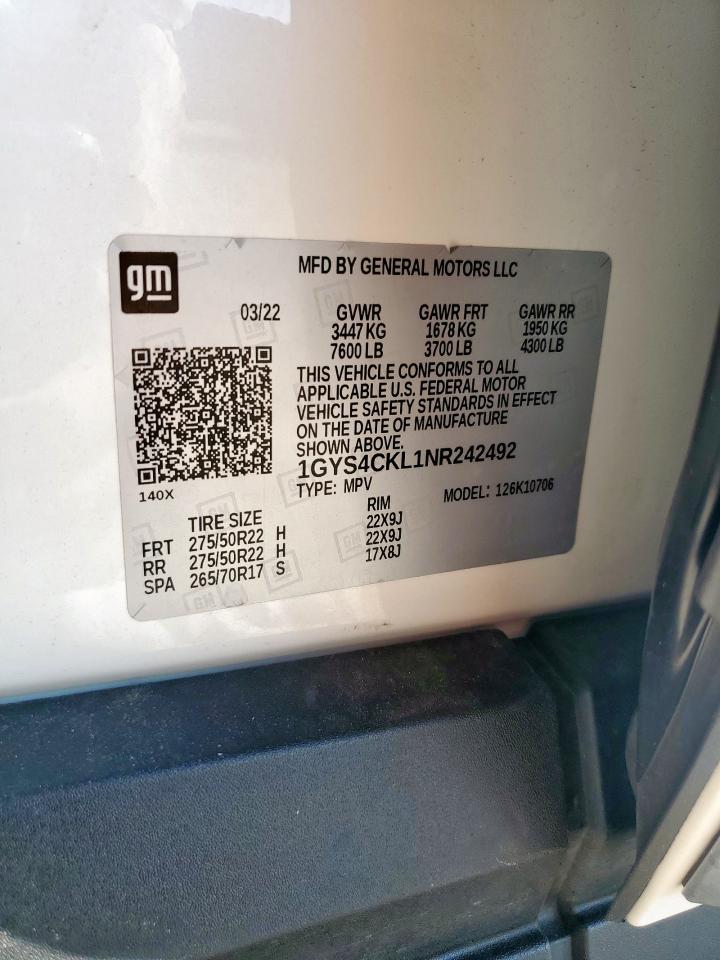 gm
MFD BY GENERAL MOTORS LLC
03/22 GVWR GAWR FRT GAWR RR
3447 KG 1678 KG 1950 KG
7600 LB 3700 LB 4300 LB
THIS VEHICLE CONFORMS TO ALL
APPLICABLE U.S. FEDERAL MOTOR
VEHICLE SAFETY STANDARDS IN EFFECT
ON THE DATE OF MANUFACTURE
SHOWN ABOVE.
1GYS4CKL1NR242492
140X
TYPE: MPV MODEL: 126K10706
TIRE SIZE RIM
FRT 275/50R22 H 22X9J
RR 275/50R22 H 22X9J
SPA 265/70R17 S 17X8J